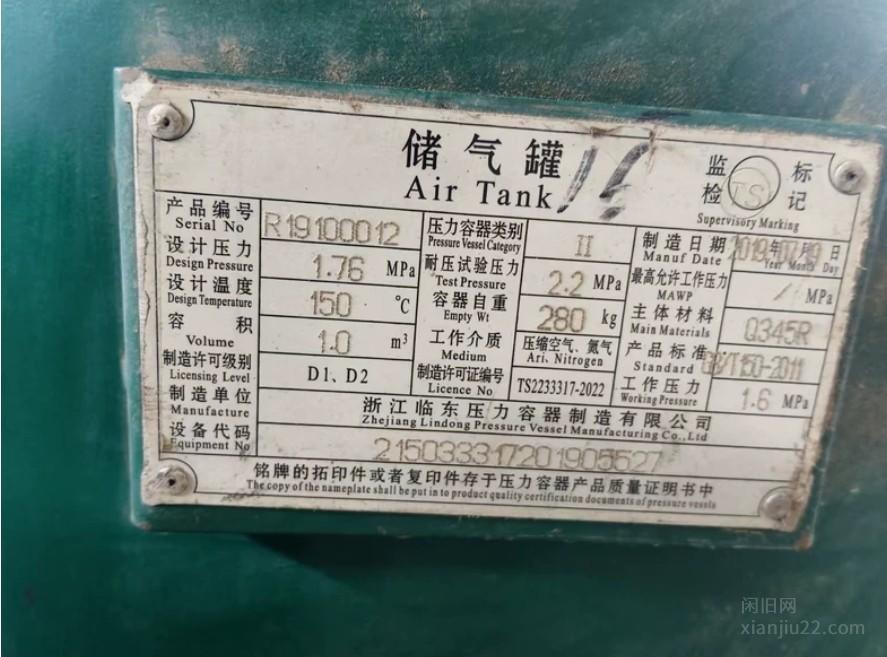 储气罐
Air Tank
监检 TS 标记
Supervisory Marking
产品编号
Serial No
R19100012
压力容器类别
Pressure Vessel Category
II
制造日期
Manuf Date
2019年07月9日
Year Month Day
设计压力
Design Pressure
1.76 MPa
耐压试验压力
Test Pressure
2.2 MPa
最高允许工作压力
MAWP
/ MPa
设计温度
Design Temperature
150 ℃
容器自重
Empty Wt
280 kg
主体材料
Main Materials
Q345R
容积
Volume
1.0 m³
工作介质
Medium
压缩空气、氮气
Ari、Nitrogen
产品标准
Standard
GB/T150-2011
制造许可级别
Licensing Level
D1、D2
制造许可证编号
Licence No
TS2233317-2022
工作压力
Working Pressure
1.6 MPa
制造单位
Manufacture
浙江临东压力容器制造有限公司
Zhejiang Lindong Pressure Vessel Manufacturing Co.,Ltd
设备代码
Equipment No
215033317201905527
铭牌的拓印件或者复印件存于压力容器产品质量证明书中
The copy of the nameplate shall be put in to product quality certification documents of pressure vessels
闲旧网
xianjiu22.com